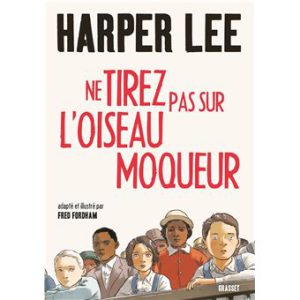 HARPER LEE
NE TIREZ PAS SUR
L'OISEAU
MOQUEUR
adapté et illustré par
FRED FORDHAM
GRASSET